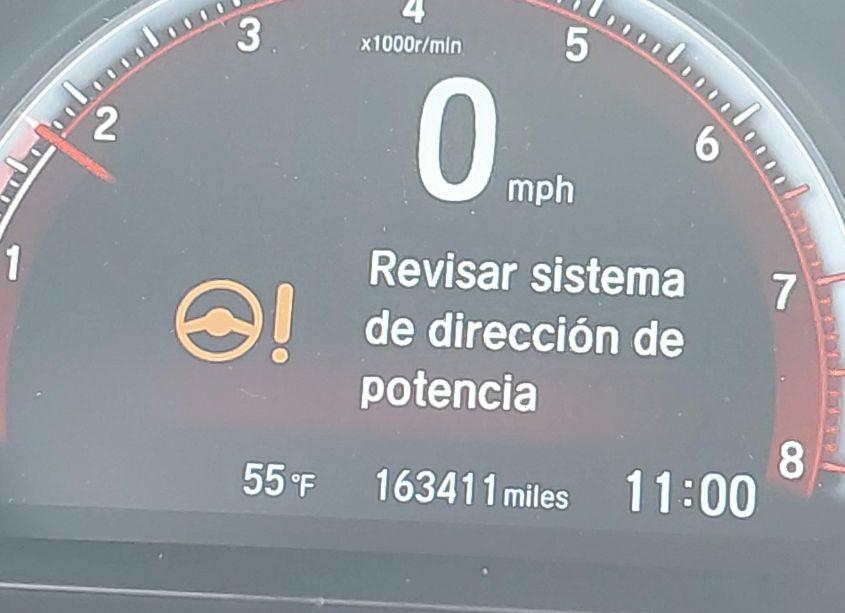 4
3
x1000r/min
5
2
0
6
mph
1
Revisar sistema
7
de dirección de
potencia
8
55°F 163411 miles 11:00